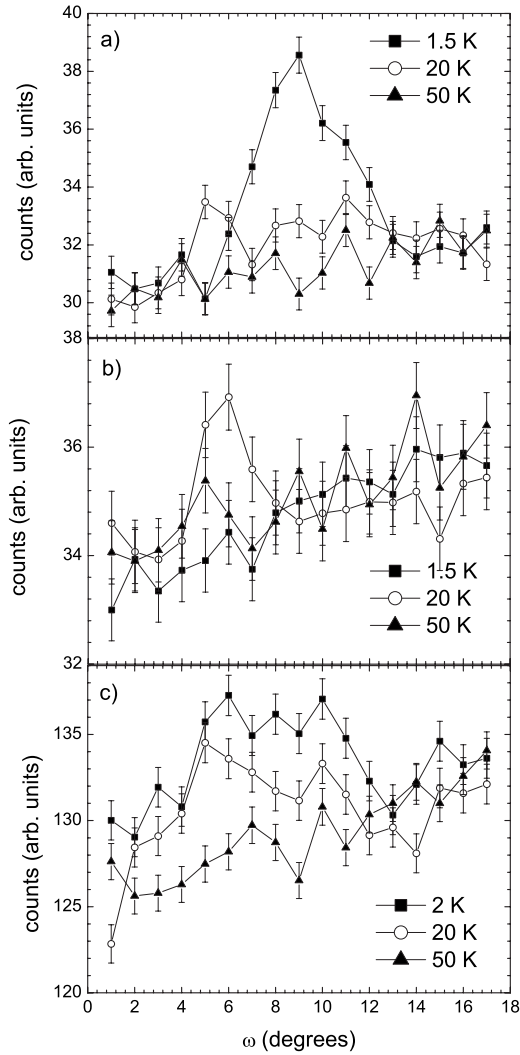 40
a)
1.5 K
20 K
50 K
38
36
34
32
30
counts (arb. units)
38
b)
36
34
32
1.5 K
20 K
50 K
counts (arb. units)
c)
135
130
125
120
2 K
20 K
50 K
counts (arb. units)
0 2 4 6 8 10 12 14 16 18
ω (degrees)